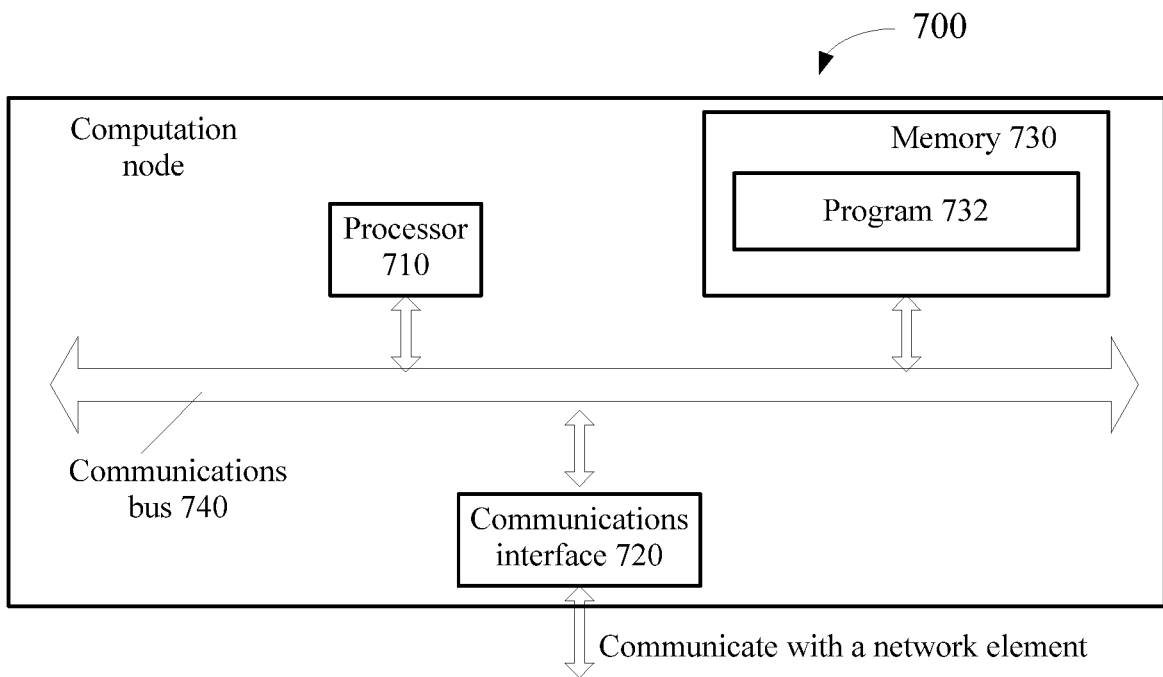 700
Computation
node
Memory 730
Program 732
Processor
710
Communications
bus 740
Communications
interface 720
Communicate with a network element